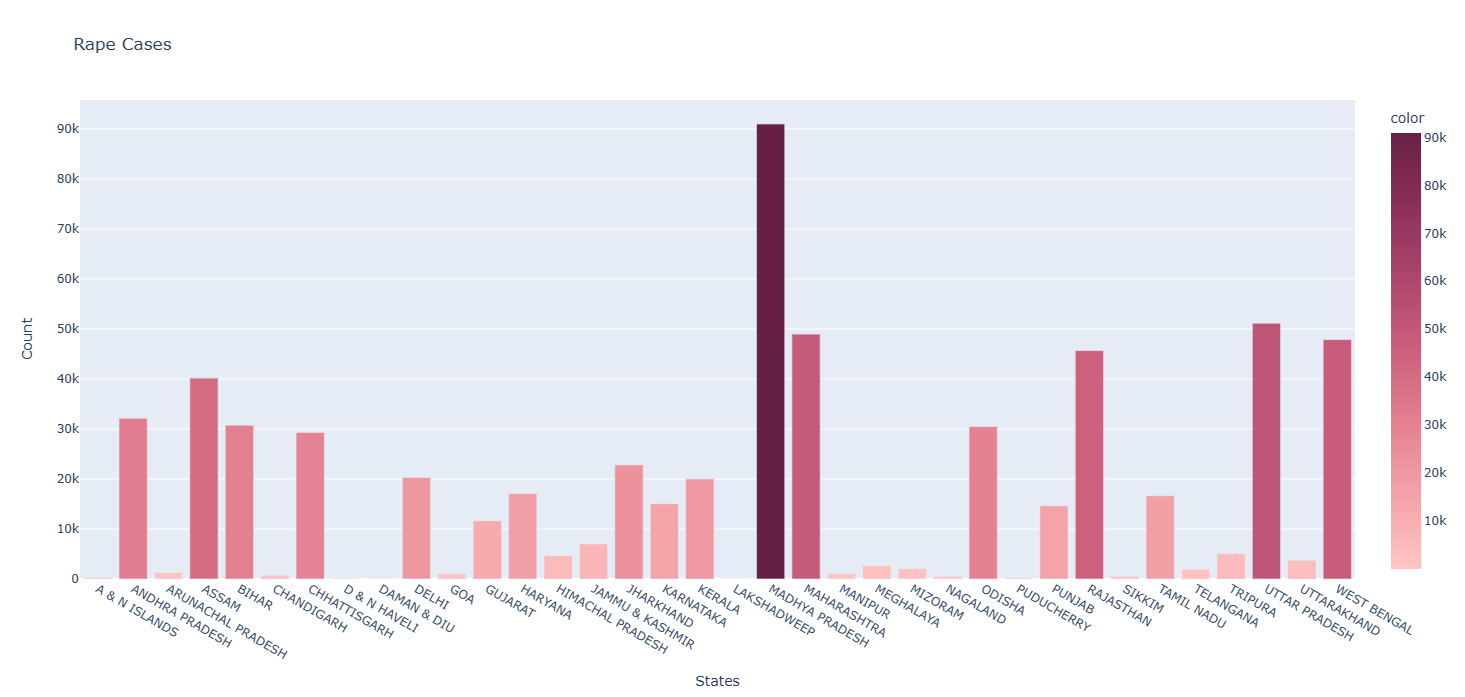 Rape Cases
color
90k
80k
70k
60k
50k
40k
30k
20k
10k
0
Count
90k
80k
70k
60k
50k
40k
30k
20k
10k
A & N ISLANDS
ANDHRA PRADESH
ARUNACHAL PRADESH
ASSAM
BIHAR
CHANDIGARH
CHHATTISGARH
D & N HAVELI
DAMAN & DIU
DELHI
GOA
GUJARAT
HARYANA
HIMACHAL PRADESH
JAMMU & KASHMIR
JHARKHAND
KARNATAKA
KERALA
LAKSHADWEEP
MADHYA PRADESH
MAHARASHTRA
MANIPUR
MEGHALAYA
MIZORAM
NAGALAND
ODISHA
PUDUCHERRY
PUNJAB
RAJASTHAN
SIKKIM
TAMIL NADU
TELANGANA
TRIPURA
UTTAR PRADESH
UTTARAKHAND
WEST BENGAL
States